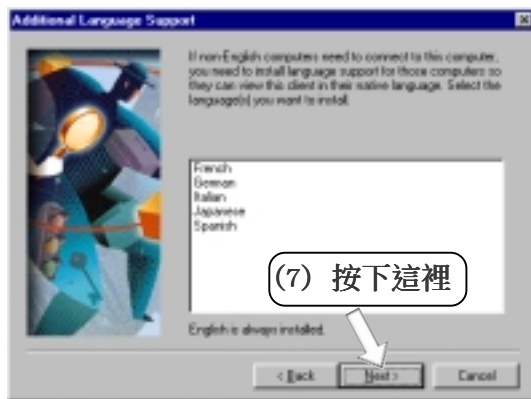 Additional Language Support
If non-English computers need to connect to this computer,
you need to install language support for those computers so
they can view this client in their native language. Select the
language(s) you want to install.
French
German
Italian
Japanese
Spanish
(7) 按下這裡
English is always installed.
< Back
Next >
Cancel